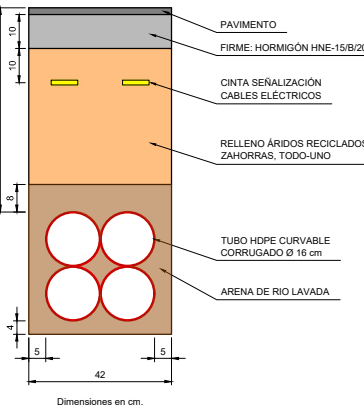 PAVIMENTO
10
FIRME: HORMIGÓN HNE-15/B/20
10
CINTA SEÑALIZACIÓN
CABLES ELÉCTRICOS
RELLENO ÁRIDOS RECICLADOS
ZAHORRAS, TODO-UNO
8
TUBO HDPE CURVABLE
CORRUGADO Ø 16 cm
ARENA DE RIO LAVADA
4
5
5
42
Dimensiones en cm.